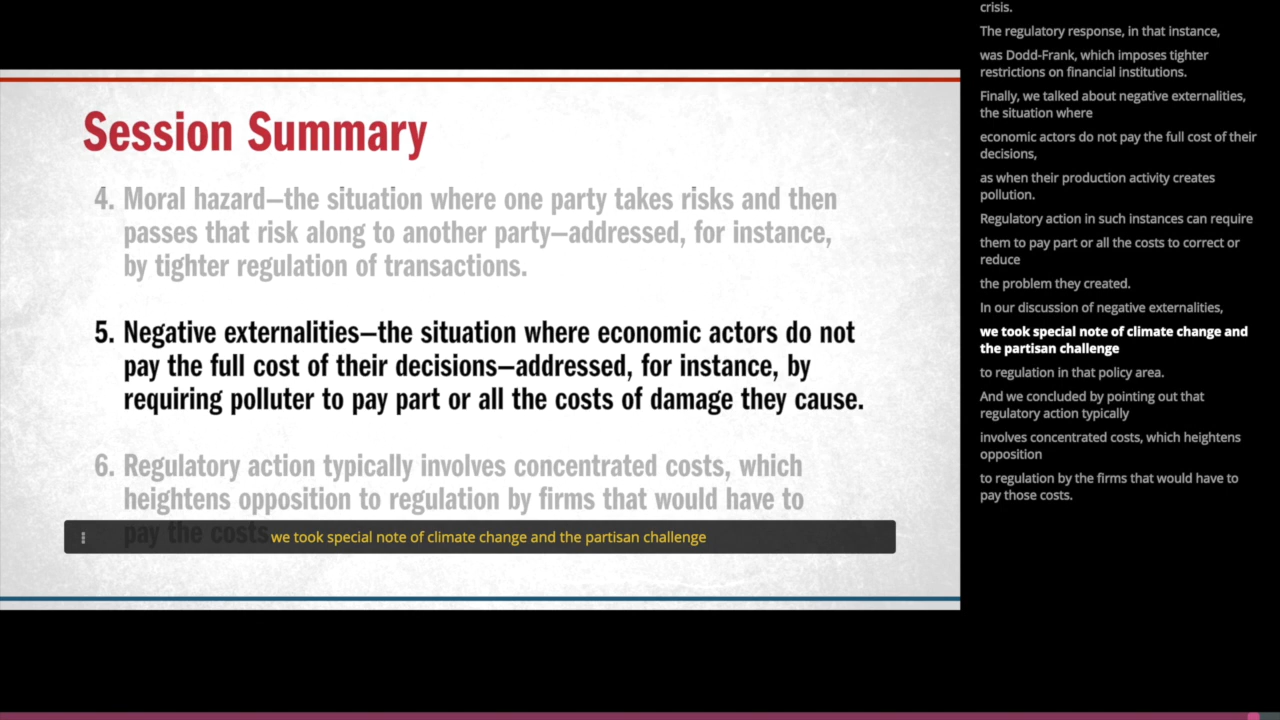 Session Summary
4. Moral hazard—the situation where one party takes risks and then
passes that risk along to another party—addressed, for instance,
by tighter regulation of transactions.
5. Negative externalities—the situation where economic actors do not
pay the full cost of their decisions—addressed, for instance, by
requiring polluter to pay part or all the costs of damage they cause.
6. Regulatory action typically involves concentrated costs, which
heightens opposition to regulation by firms that would have to
pay the costs.
we took special note of climate change and the partisan challenge
crisis.
The regulatory response, in that instance,
was Dodd-Frank, which imposes tighter
restrictions on financial institutions.
Finally, we talked about negative externalities,
the situation where
economic actors do not pay the full cost of their
decisions,
as when their production activity creates
pollution.
Regulatory action in such instances can require
them to pay part or all the costs to correct or
reduce
the problem they created.
In our discussion of negative externalities,
we took special note of climate change and
the partisan challenge
to regulation in that policy area.
And we concluded by pointing out that
regulatory action typically
involves concentrated costs, which heightens
opposition
to regulation by the firms that would have to
pay those costs.